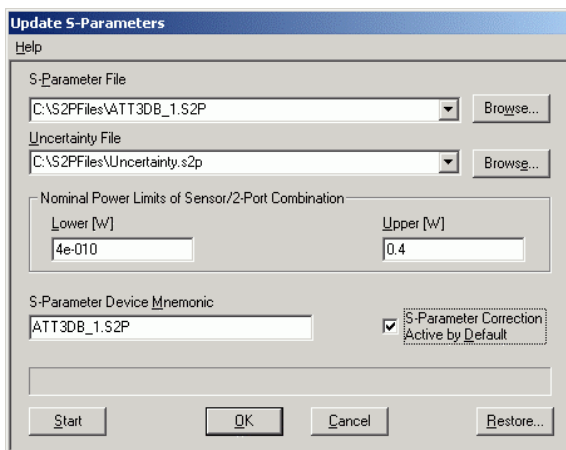 Update S-Parameters
Help
S-Parameter File
C:\S2PFiles\ATT3DB_1.S2P
Browse...
Uncertainty File
C:\S2PFiles\Uncertainty.s2p
Browse...
Nominal Power Limits of Sensor/2-Port Combination
Lower [W]
Upper [W]
4e-010
0.4
S-Parameter Device Mnemonic
ATT3DB_1.S2P
S-Parameter Correction
Active by Default
Start
OK
Cancel
Restore...